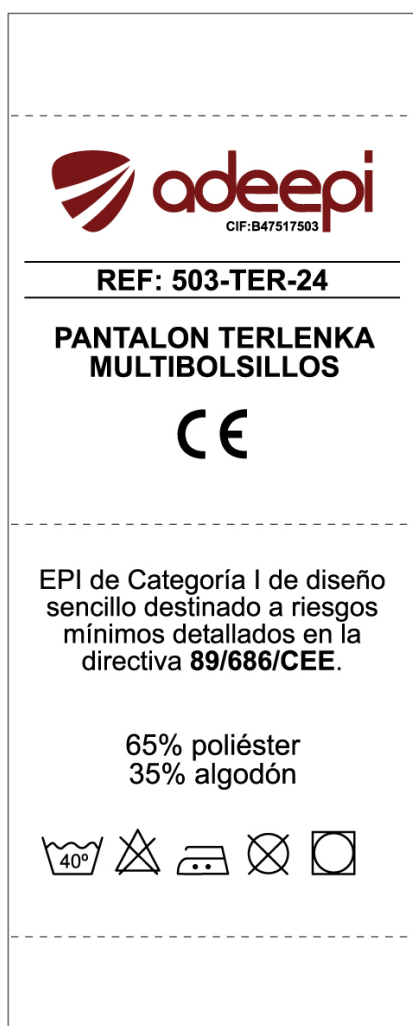 adeepi
CIF:B47517503
REF: 503-TER-24
PANTALON TERLENKA
MULTIBOLSILLOS
CE
EPI de Categoría I de diseño
sencillo destinado a riesgos
mínimos detallados en la
directiva 89/686/CEE.
65% poliéster
35% algodón
40º